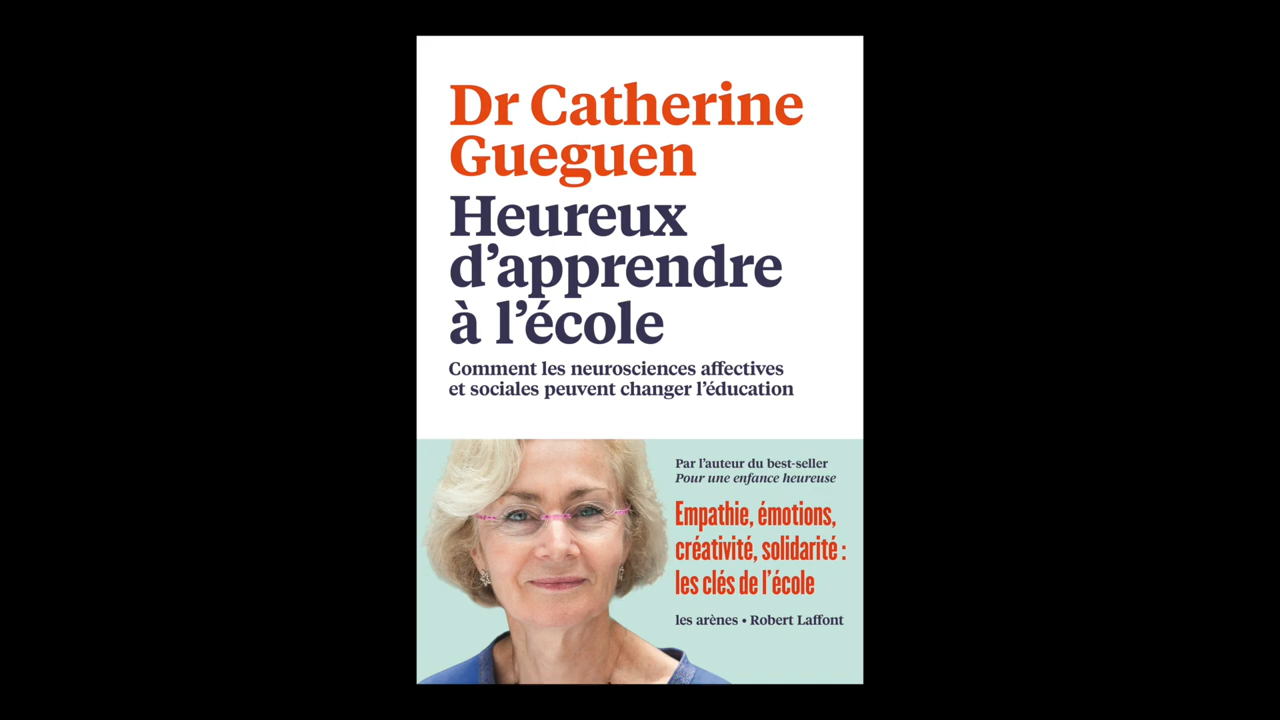 Dr Catherine
Gueguen
Heureux
d’apprendre
à l’école
Comment les neurosciences affectives
et sociales peuvent changer l’éducation
Par l’auteur du best-seller
Pour une enfance heureuse
Empathie, émotions,
créativité, solidarité :
les clés de l’école
les arènes • Robert Laffont